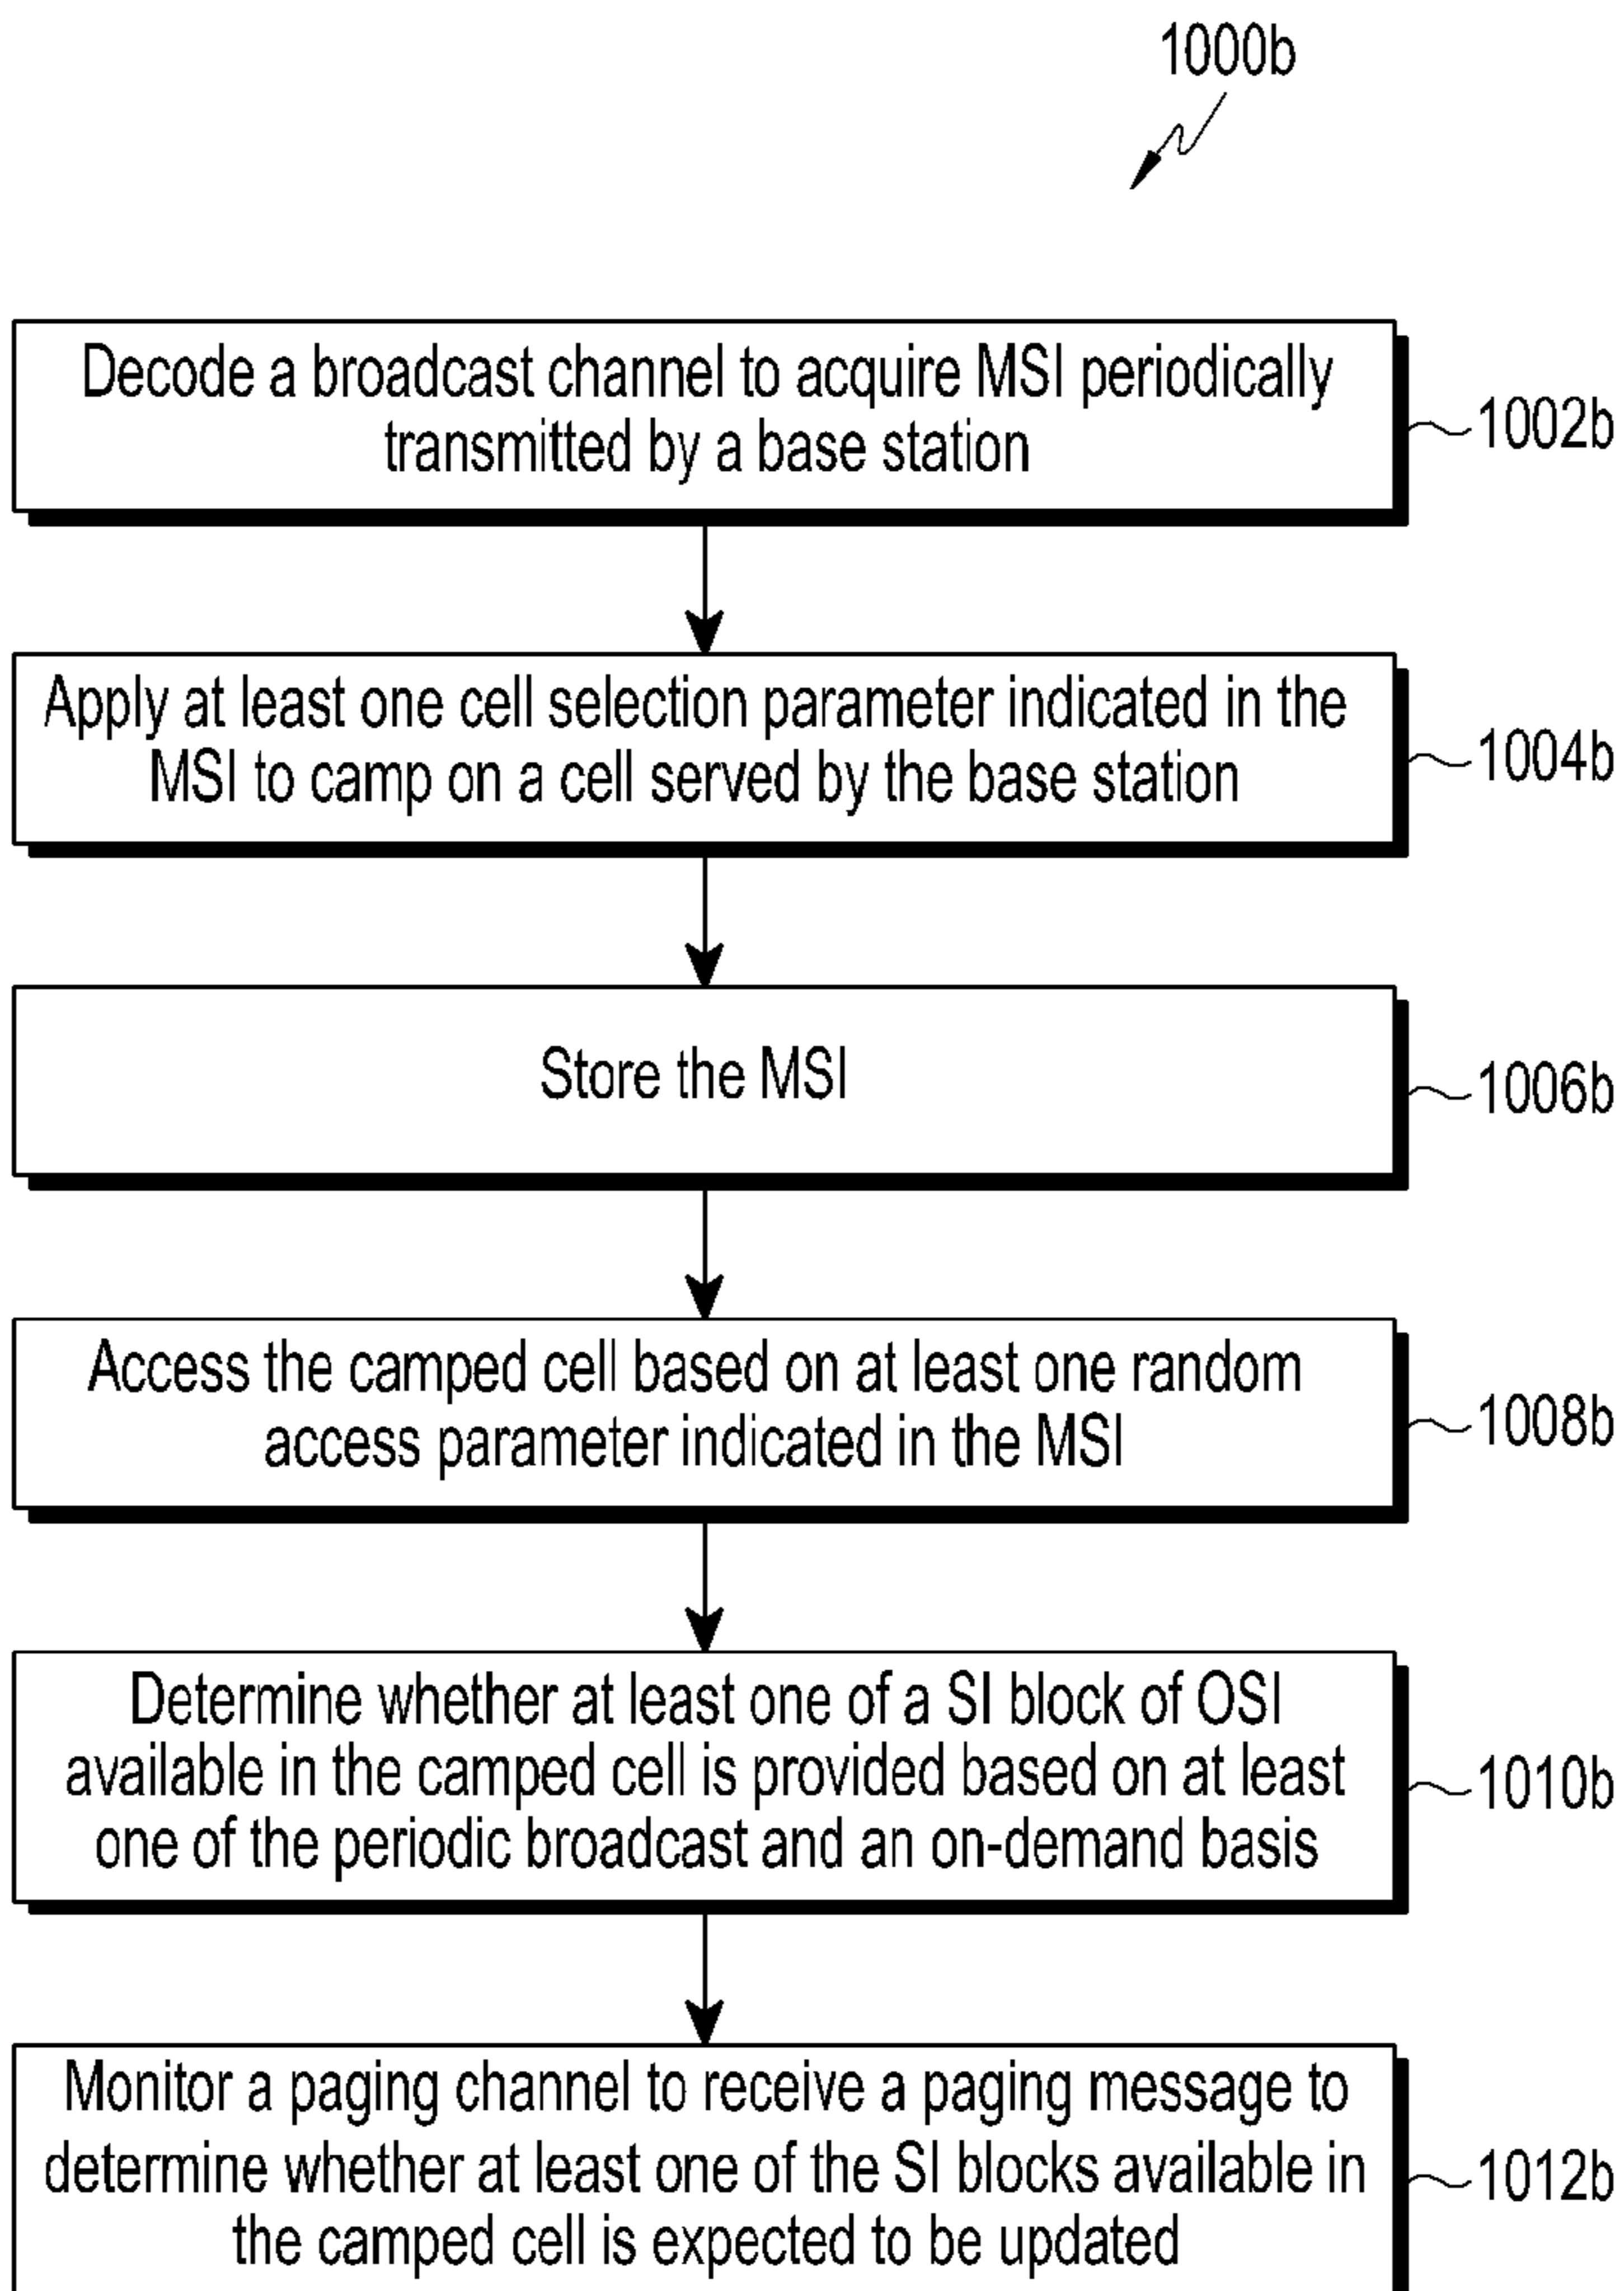 1000b
Decode a broadcast channel to acquire MSI periodically
transmitted by a base station
1002b
Apply at least one cell selection parameter indicated in the
MSI to camp on a cell served by the base station
1004b
Store the MSI
1006b
Access the camped cell based on at least one random
access parameter indicated in the MSI
1008b
Determine whether at least one of a SI block of OSI
available in the camped cell is provided based on at least
one of the periodic broadcast and an on-demand basis
1010b
Monitor a paging channel to receive a paging message to
determine whether at least one of the SI blocks available in
the camped cell is expected to be updated
1012b